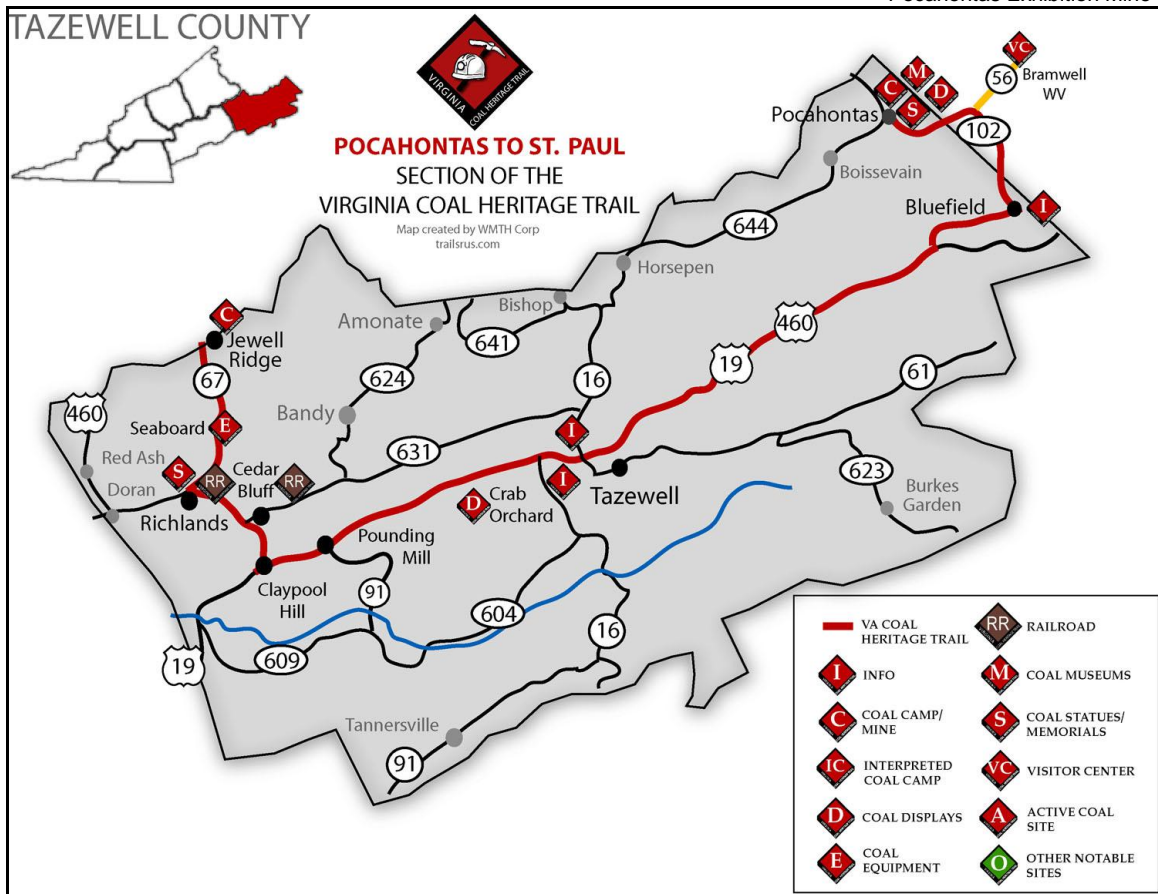 Pocahontas Exhibition Mine
TAZEWELL COUNTY
VIRGINIA
COAL HERITAGE TRAIL
POCAHONTAS TO ST. PAUL
SECTION OF THE
VIRGINIA COAL HERITAGE TRAIL
Map created by WMTH Corp
trailsrus.com
VC
M
C
D
S
56
Bramwell
WV
Pocahontas
102
Boissevain
Bluefield
I
644
Horsepen
Bishop
C
Amonate
Jewell
Ridge
641
460
19
67
624
16
61
460
Bandy
Seaboard
E
631
I
Red Ash
S
RR
Cedar
Bluff
RR
623
Doran
I
Tazewell
Burkes
Garden
Richlands
D
Crab
Orchard
Pounding
Mill
Claypool
Hill
91
604
16
609
19
Tannersville
91
VA COAL
HERITAGE TRAIL
RR
RAILROAD
I
INFO
M
COAL MUSEUMS
C
COAL CAMP/
MINE
S
COAL STATUES/
MEMORIALS
IC
INTERPRETED
COAL CAMP
VC
VISITOR CENTER
D
COAL DISPLAYS
A
ACTIVE COAL
SITE
E
COAL
EQUIPMENT
O
OTHER NOTABLE
SITES